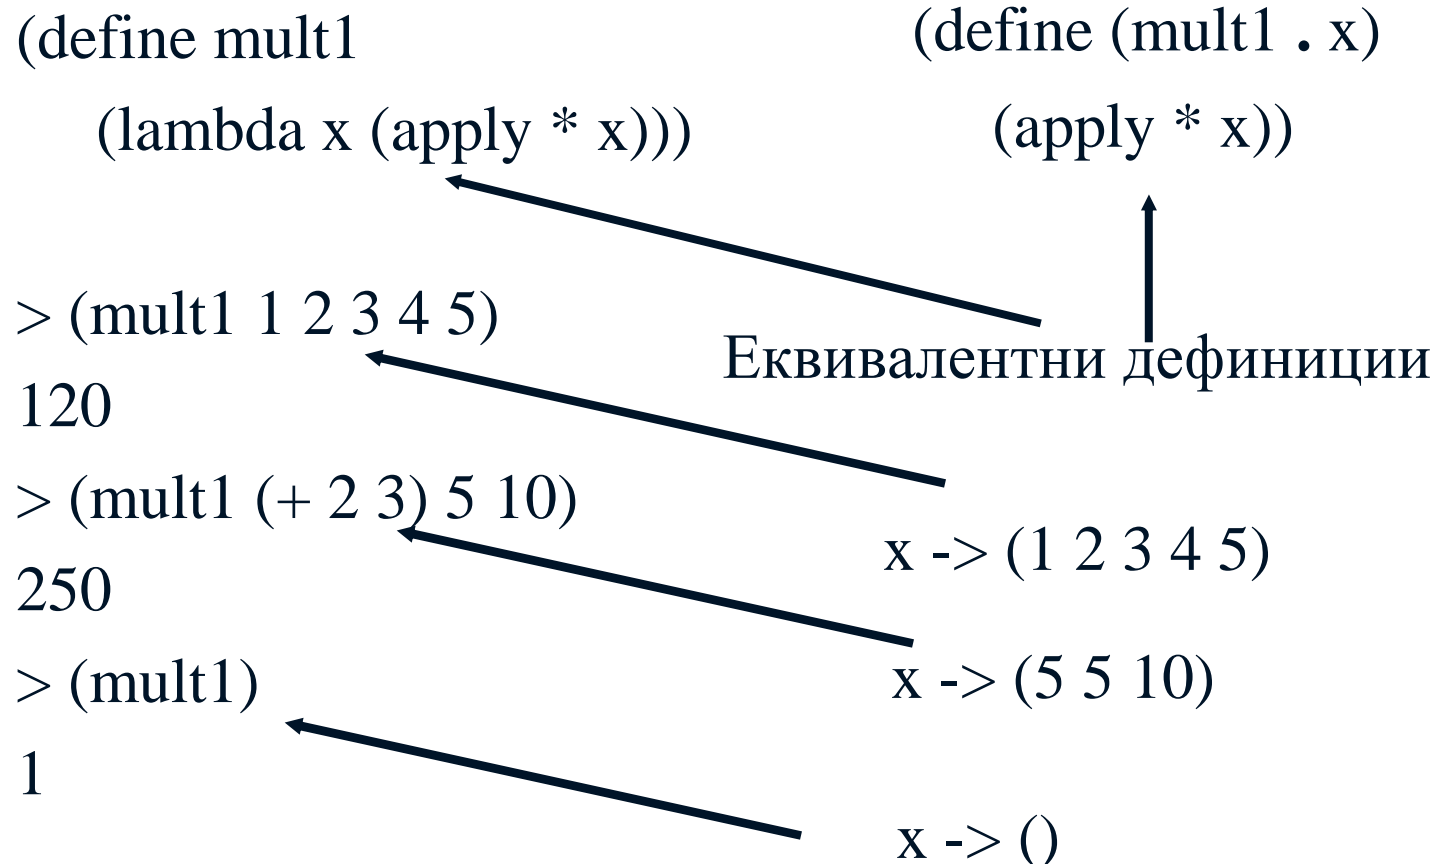 (define mult1
(lambda x (apply * x)))
(define (mult1 . x)
(apply * x))
Еквивалентни дефиниции
> (mult1 1 2 3 4 5)
120
x -> (1 2 3 4 5)
> (mult1 (+ 2 3) 5 10)
250
x -> (5 5 10)
> (mult1)
1
x -> ()